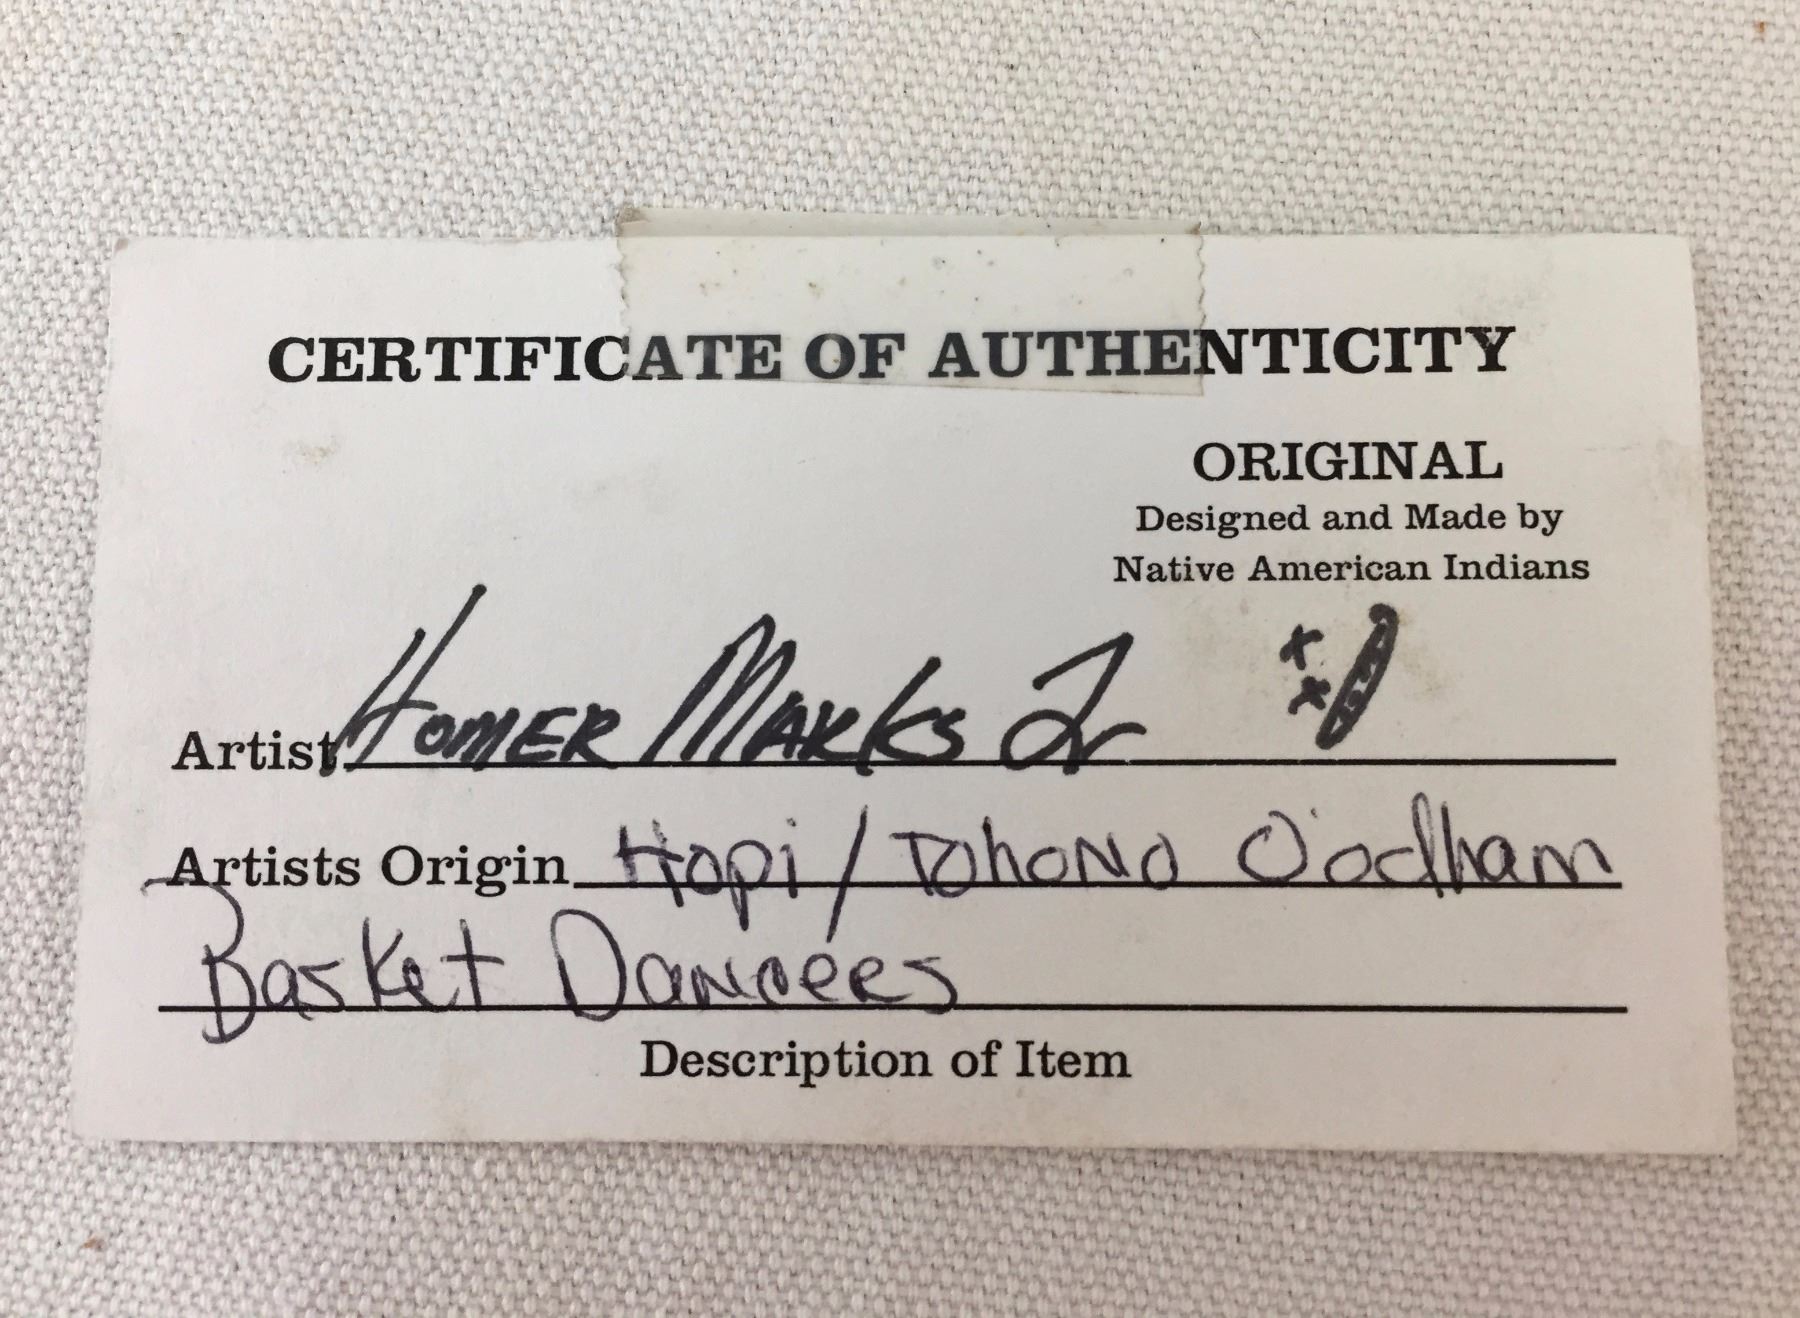 CERTIFICATE OF AUTHENTICITY
ORIGINAL
Designed and Made by
Native American Indians
Artist HOMER MARKS Jr
Artists Origin Hopi / TohoNo O'odham
Basket DaNcers
Description of Item